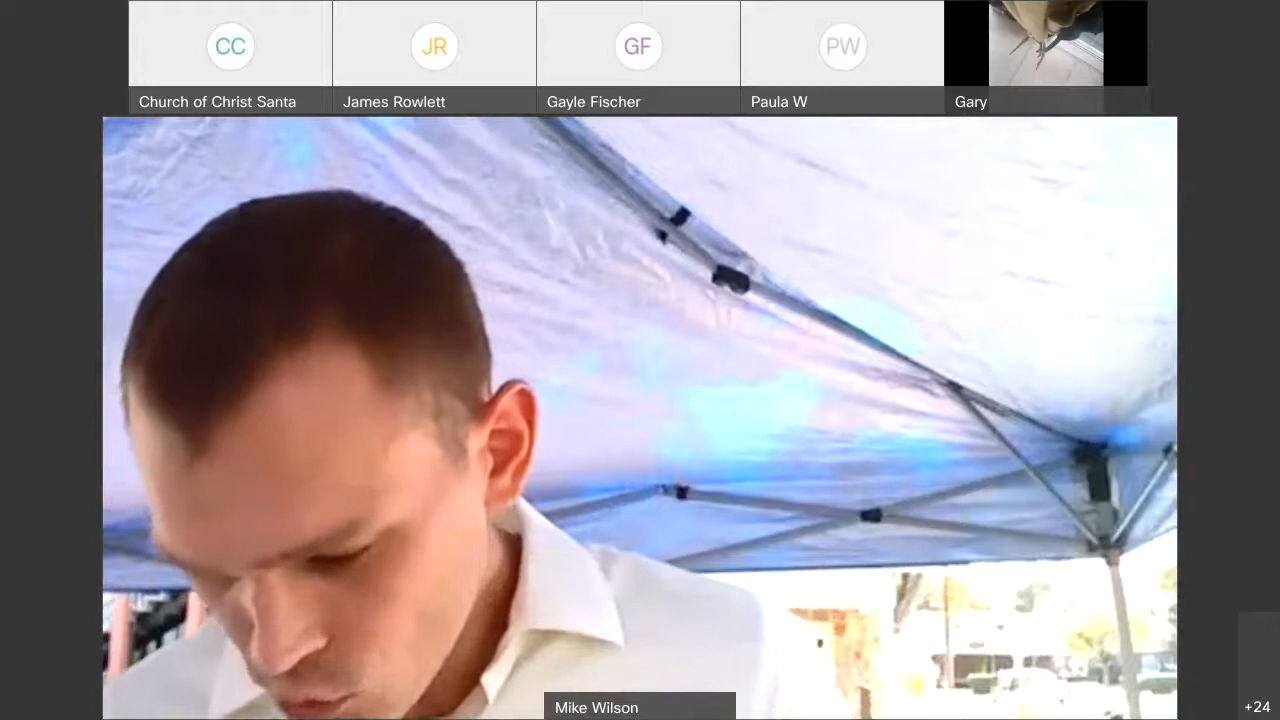 CC
JR
GF
PW
Church of Christ Santa
James Rowlett
Gayle Fischer
Paula W
Gary
Mike Wilson
+24